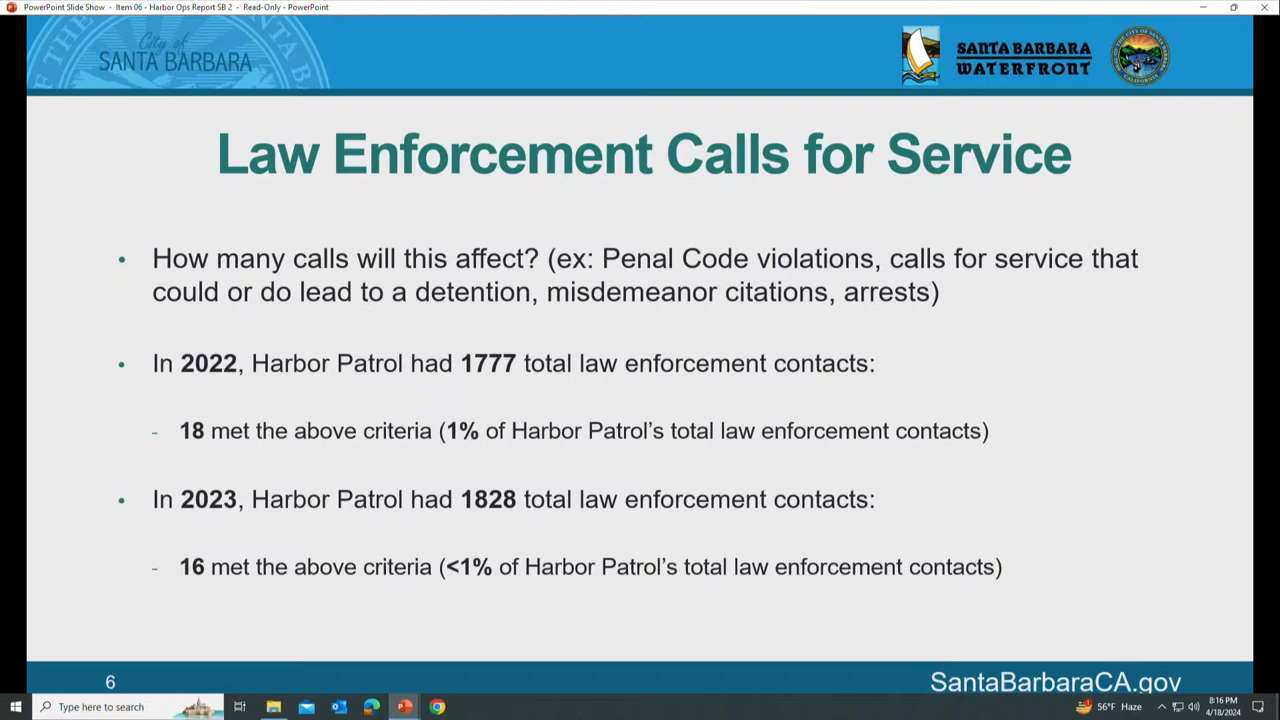 PowerPoint Slide Show - Item 06 - Harbor Ops Report SB 2 - Read-Only - PowerPoint
City of
SANTA BARBARA
SANTA BARBARA
WATERFRONT
Law Enforcement Calls for Service
• How many calls will this affect? (ex: Penal Code violations, calls for service that
could or do lead to a detention, misdemeanor citations, arrests)
• In 2022, Harbor Patrol had 1777 total law enforcement contacts:
- 18 met the above criteria (1% of Harbor Patrol’s total law enforcement contacts)
• In 2023, Harbor Patrol had 1828 total law enforcement contacts:
- 16 met the above criteria (<1% of Harbor Patrol’s total law enforcement contacts)
6
SantaBarbaraCA.gov
Type here to search
56°F Haze
8:16 PM
4/18/2024